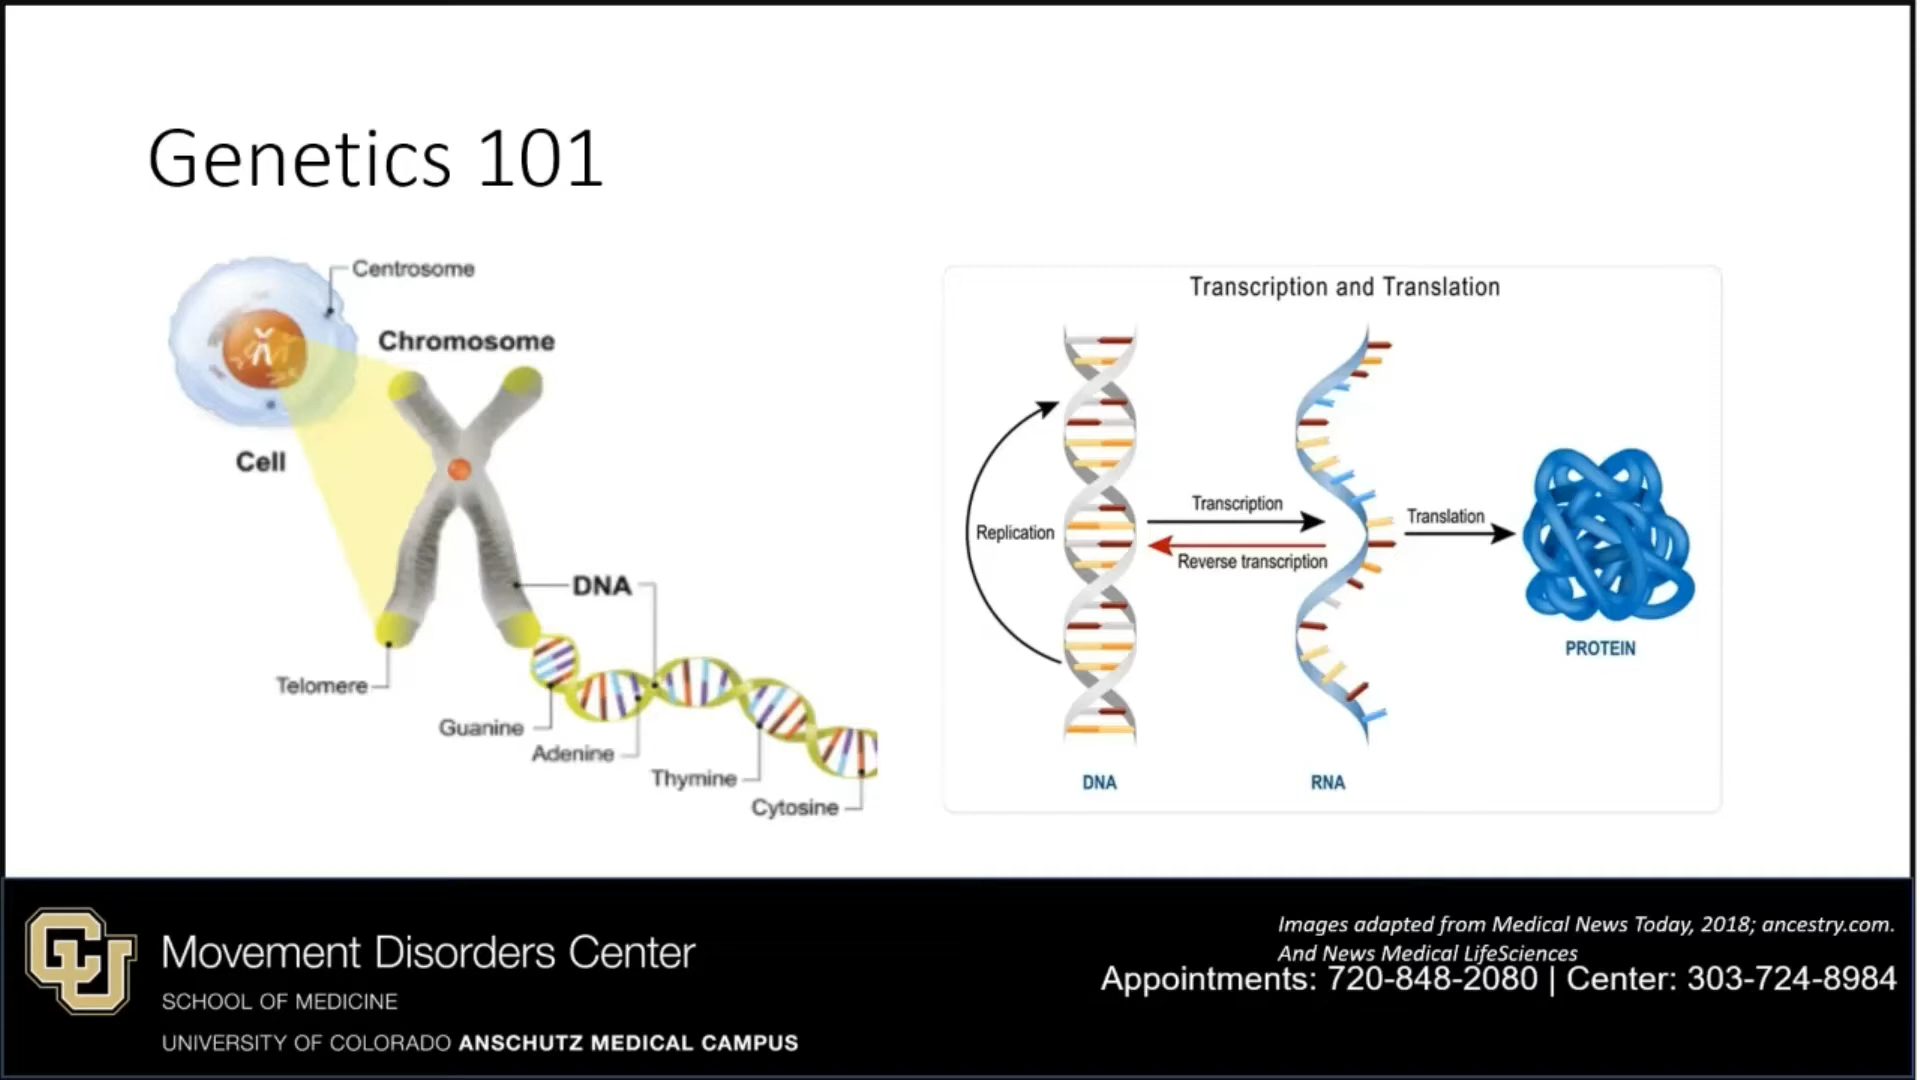 Genetics 101
Centrosome
Chromosome
Cell
DNA
Telomere
Guanine
Adenine
Thymine
Cytosine
Transcription and Translation
Replication
Transcription
Reverse transcription
Translation
PROTEIN
DNA
RNA
CU
Movement Disorders Center
SCHOOL OF MEDICINE
UNIVERSITY OF COLORADO ANSCHUTZ MEDICAL CAMPUS
Images adapted from Medical News Today, 2018; ancestry.com.
And News Medical LifeSciences
Appointments: 720-848-2080 | Center: 303-724-8984